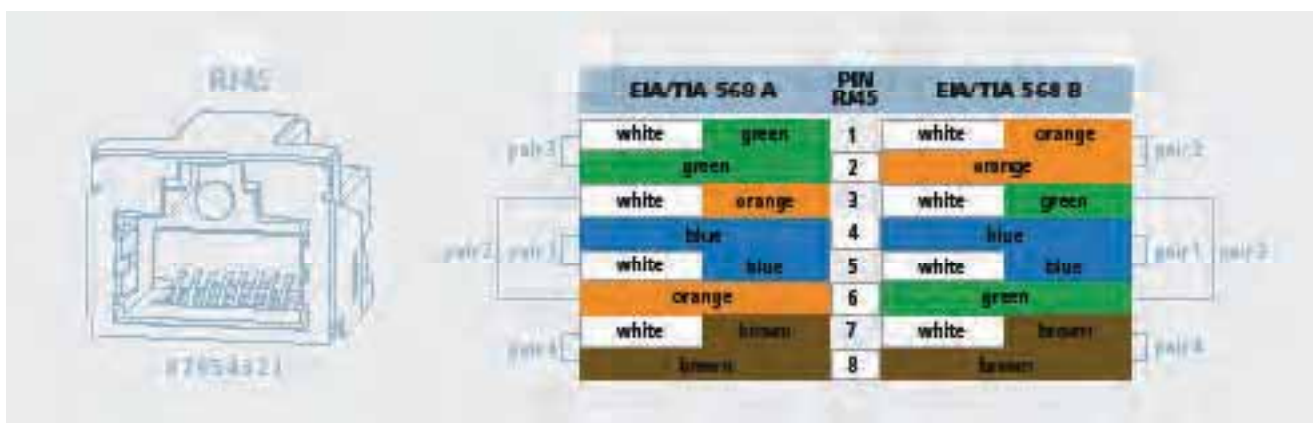 RJ45
87654321
EIA/TIA 568 A PIN RJ45 EIA/TIA 568 B
white green 1 white orange
green 2 orange
pair 3 pair 2
white orange 3 white green
blue 4 blue
pair 2 pair 1 pair 1 pair 3
white blue 5 white blue
orange 6 green
white brown 7 white brown
pair 4 pair 4
brown 8 brown